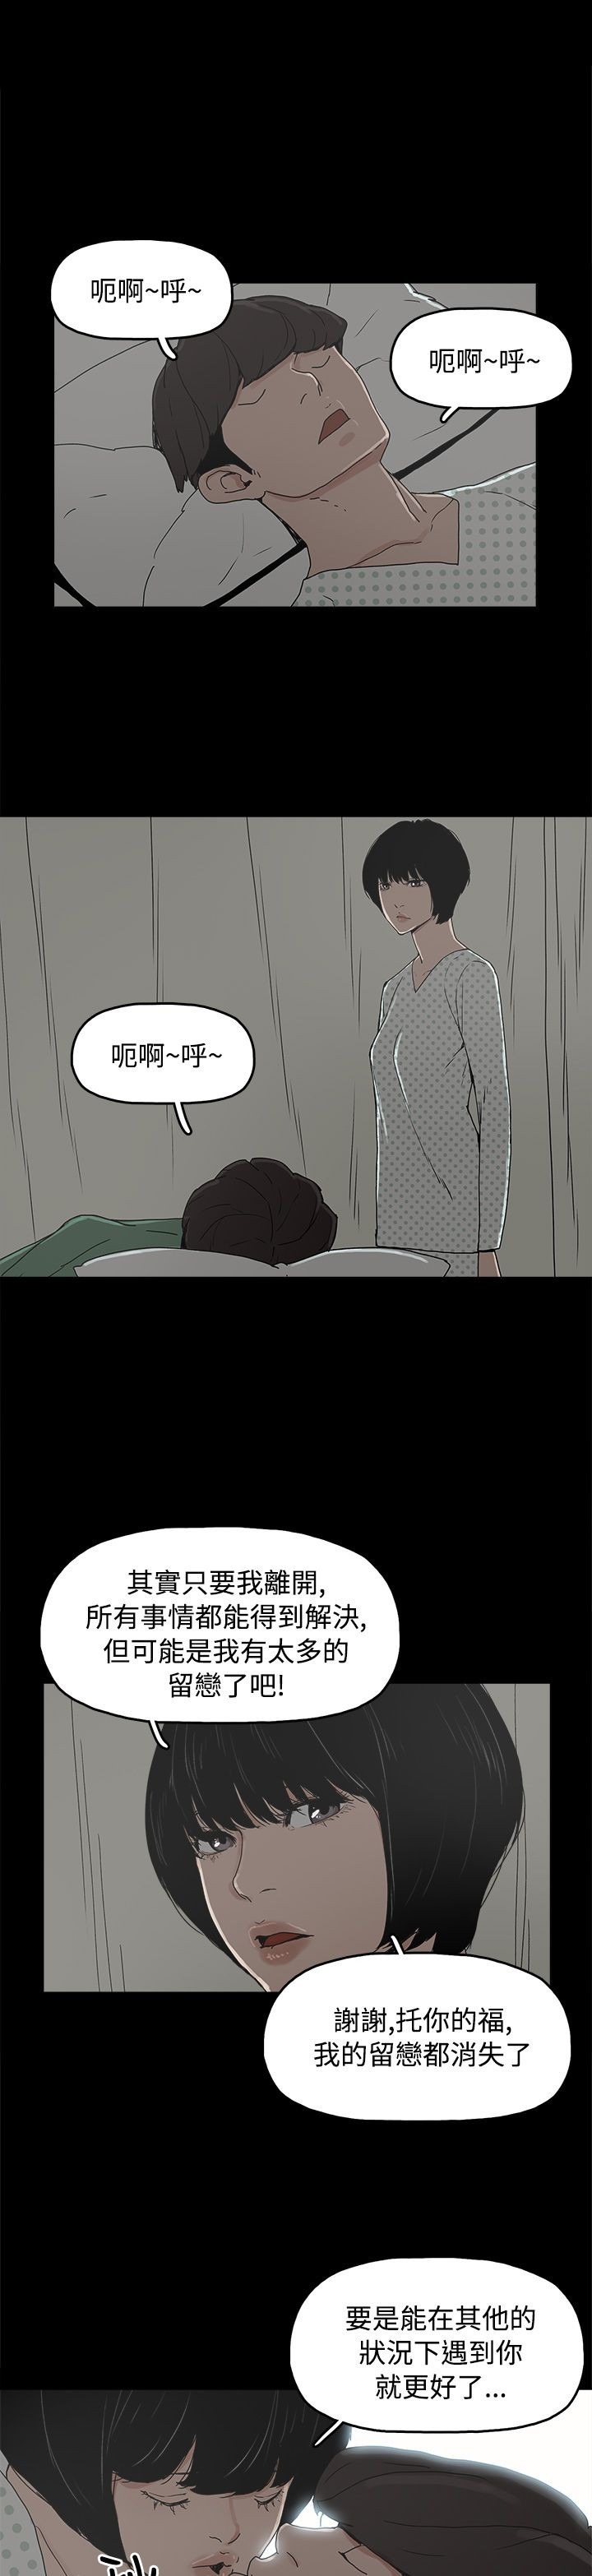 呃啊~呼~
呃啊~呼~
呃啊~呼~
其實只要我離開,
所有事情都能得到解決,
但可能是我有太多的
留戀了吧!
謝謝,托你的福,
我的留戀都消失了
要是能在其他的
狀況下遇到你
就更好了...